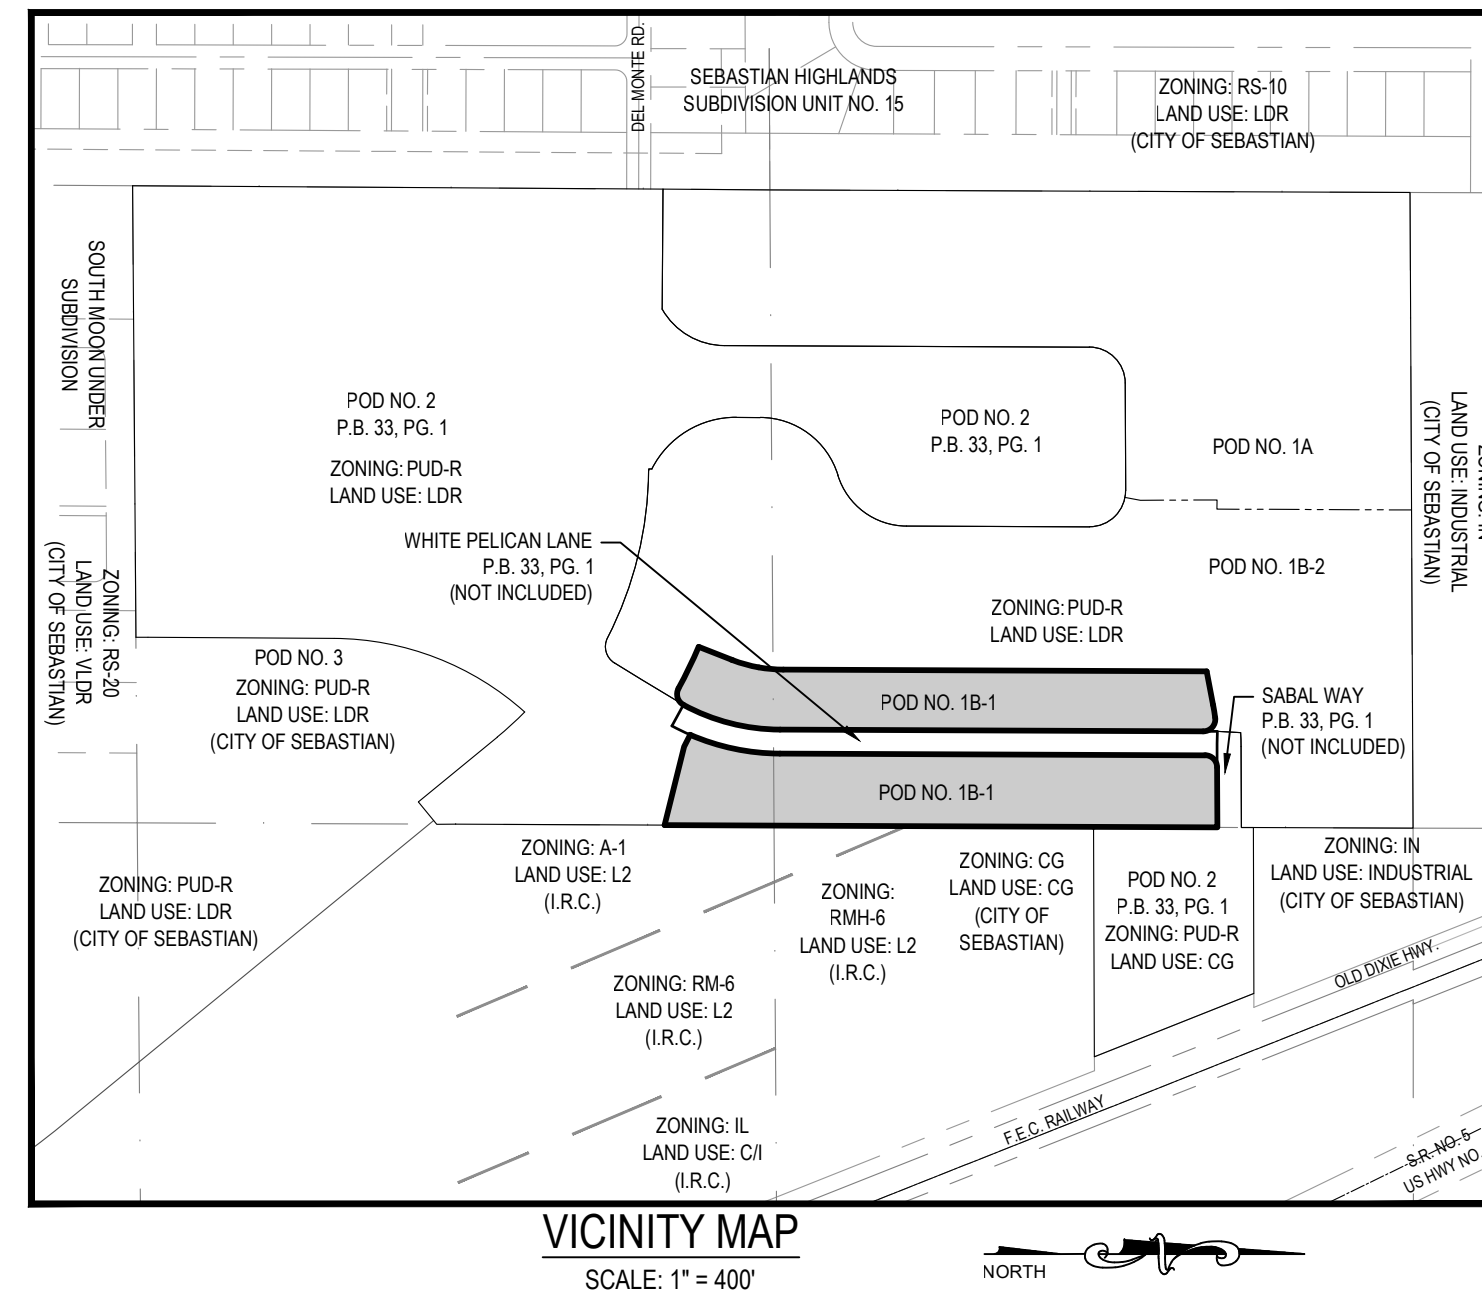 DEL MONTE RD.
SEBASTIAN HIGHLANDS
SUBDIVISION UNIT NO. 15
ZONING: RS-10
LAND USE: LDR
(CITY OF SEBASTIAN)
SOUTH MOON UNDER
SUBDIVISION
POD NO. 2
P.B. 33, PG. 1
ZONING: PUD-R
LAND USE: LDR
POD NO. 2
P.B. 33, PG. 1
POD NO. 1A
LAND USE: INDUSTRIAL
(CITY OF SEBASTIAN)
WHITE PELICAN LANE
P.B. 33, PG. 1
(NOT INCLUDED)
POD NO. 1B-2
ZONING: PUD-R
LAND USE: LDR
ZONING: RS-20
LAND USE: VLDR
(CITY OF SEBASTIAN)
POD NO. 3
ZONING: PUD-R
LAND USE: LDR
(CITY OF SEBASTIAN)
POD NO. 1B-1
SABAL WAY
P.B. 33, PG. 1
(NOT INCLUDED)
POD NO. 1B-1
ZONING: PUD-R
LAND USE: LDR
(CITY OF SEBASTIAN)
ZONING: A-1
LAND USE: L2
(I.R.C.)
ZONING:
RMH-6
LAND USE: L2
(I.R.C.)
ZONING: CG
LAND USE: CG
(CITY OF
SEBASTIAN)
POD NO. 2
P.B. 33, PG. 1
ZONING: PUD-R
LAND USE: CG
ZONING: IN
LAND USE: INDUSTRIAL
(CITY OF SEBASTIAN)
OLD DIXIE HWY.
ZONING: RM-6
LAND USE: L2
(I.R.C.)
F.E.C. RAILWAY
ZONING: IL
LAND USE: C/I
(I.R.C.)
S.R. NO. 5
US HWY NO.
VICINITY MAP
SCALE: 1" = 400'
NORTH